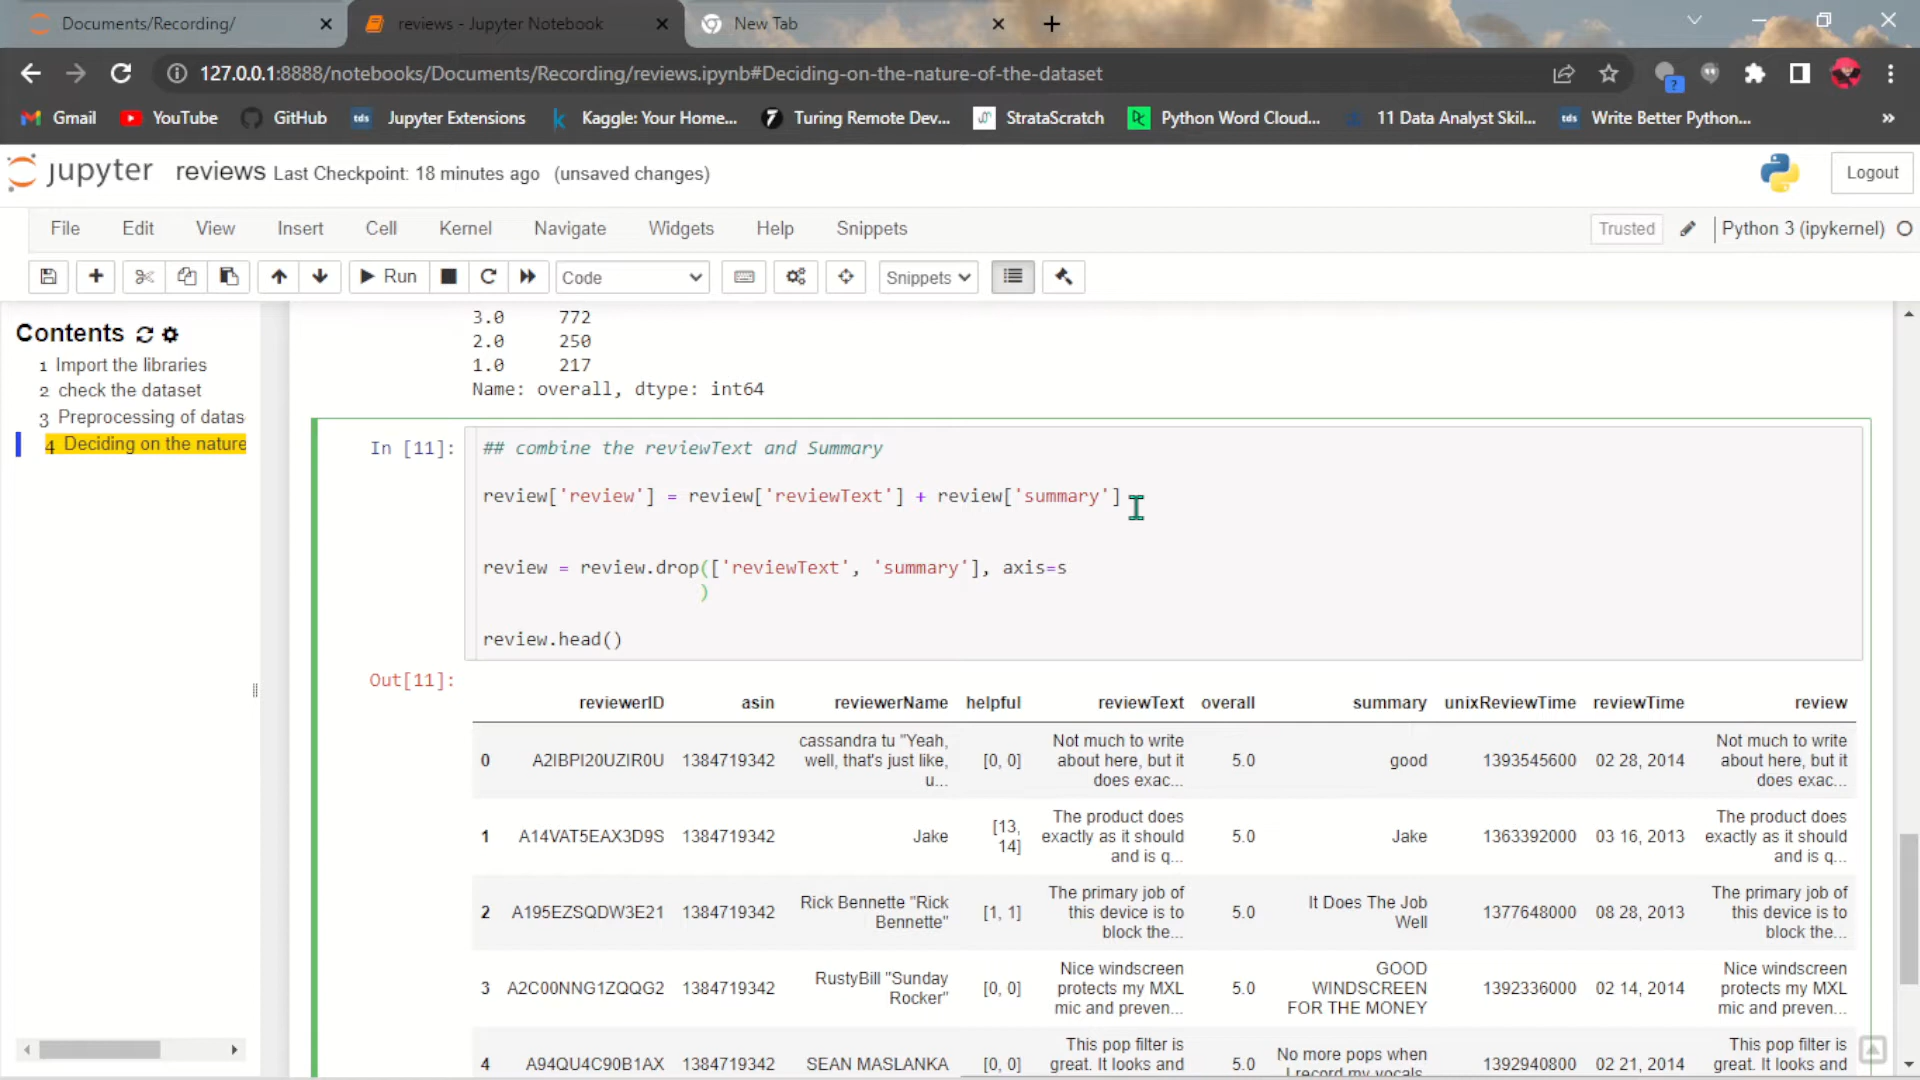 Documents/Recording/
reviews - Jupyter Notebook
New Tab
127.0.0.1:8888/notebooks/Documents/Recording/reviews.ipynb#Deciding-on-the-nature-of-the-dataset
?
Gmail
YouTube
GitHub
tds Jupyter Extensions
Kaggle: Your Home...
Turing Remote Dev...
StrataScratch
Python Word Cloud...
11 Data Analyst Skil...
tds Write Better Python...
»
jupyter reviews Last Checkpoint: 18 minutes ago (unsaved changes)
Logout
File Edit View Insert Cell Kernel Navigate Widgets Help Snippets
Trusted
Python 3 (ipykernel)
Run
Code
Snippets
Contents
1 Import the libraries
2 check the dataset
3 Preprocessing of datas
4 Deciding on the nature
3.0 772
2.0 250
1.0 217
Name: overall, dtype: int64
In [11]: ## combine the reviewText and Summary
review['review'] = review['reviewText'] + review['summary']
review = review.drop(['reviewText', 'summary'], axis=s
)
review.head()
Out[11]:
reviewerID asin reviewerName helpful reviewText overall summary unixReviewTime reviewTime review
0 A2IBPI20UZIR0U 1384719342 cassandra tu "Yeah, well, that's just like, u... [0, 0] Not much to write about here, but it does exac... 5.0 good 1393545600 02 28, 2014 Not much to write about here, but it does exac...
1 A14VAT5EAX3D9S 1384719342 Jake [13, 14] The product does exactly as it should and is q... 5.0 Jake 1363392000 03 16, 2013 The product does exactly as it should and is q...
2 A195EZSQDW3E21 1384719342 Rick Bennette "Rick Bennette" [1, 1] The primary job of this device is to block the... 5.0 It Does The Job Well 1377648000 08 28, 2013 The primary job of this device is to block the...
3 A2C00NNG1ZQQG2 1384719342 RustyBill "Sunday Rocker" [0, 0] Nice windscreen protects my MXL mic and preven... 5.0 GOOD WINDSCREEN FOR THE MONEY 1392336000 02 14, 2014 Nice windscreen protects my MXL mic and preven...
4 A94QU4C90B1AX 1384719342 SEAN MASLANKA [0, 0] This pop filter is great. It looks and 5.0 No more pops when I record my vocals. 1392940800 02 21, 2014 This pop filter is great. It looks and